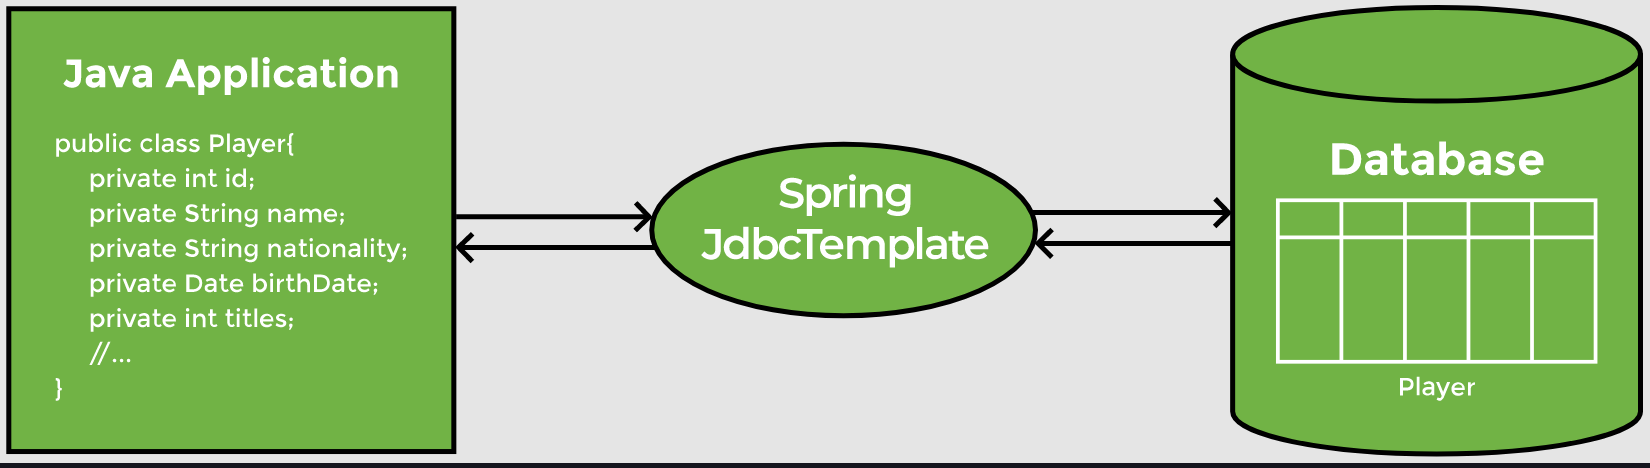 Java Application
public class Player{
private int id;
private String name;
private String nationality;
private Date birthDate;
private int titles;
//...
}
Spring
JdbcTemplate
Database
Player